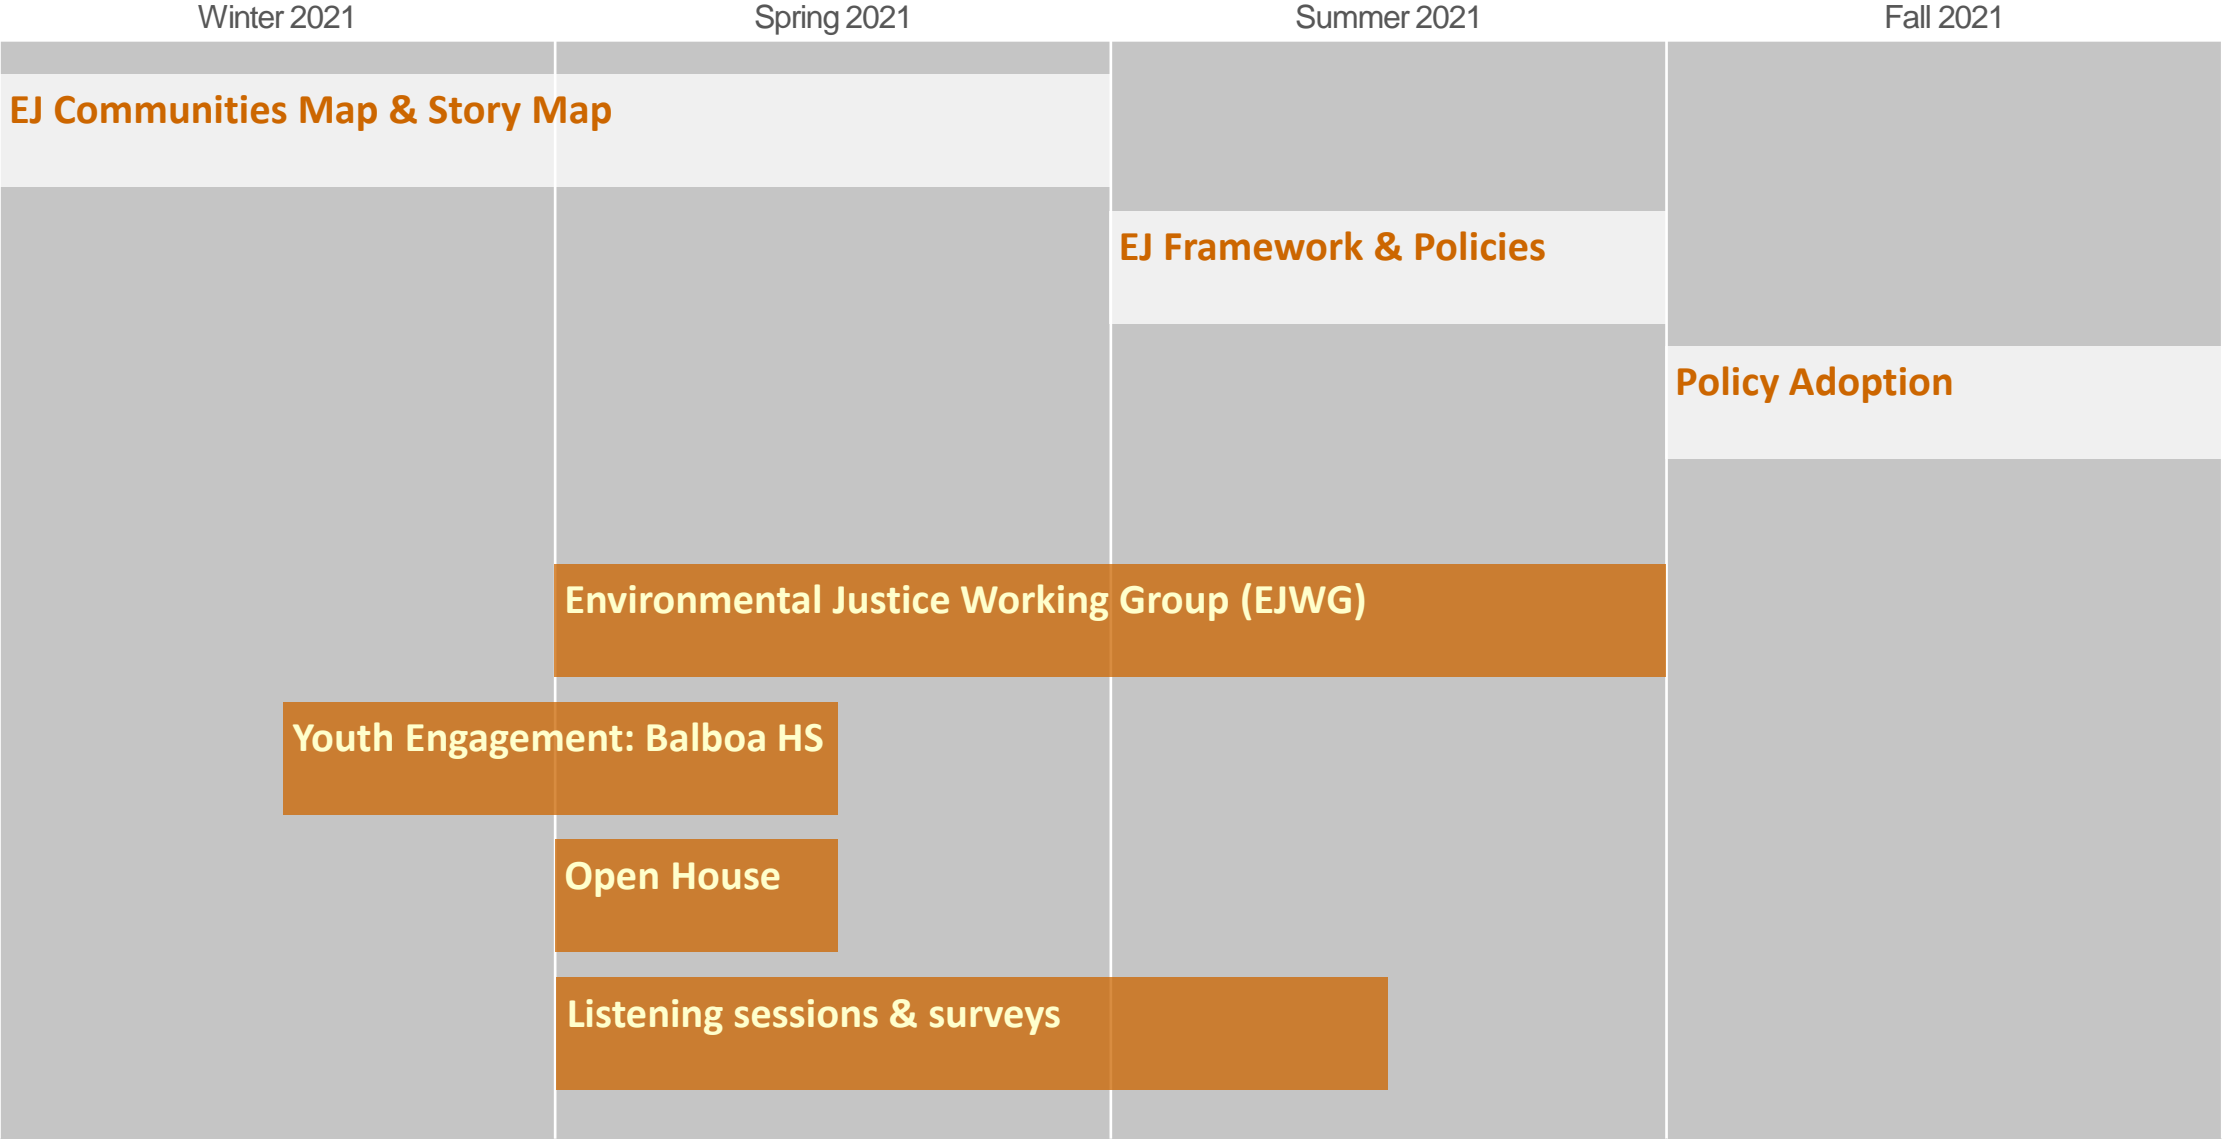 Winter 2021
Spring 2021
Summer 2021
Fall 2021
EJ Communities Map & Story Map
EJ Framework & Policies
Policy Adoption
Environmental Justice Working Group (EJWG)
Youth Engagement: Balboa HS
Open House
Listening sessions & surveys